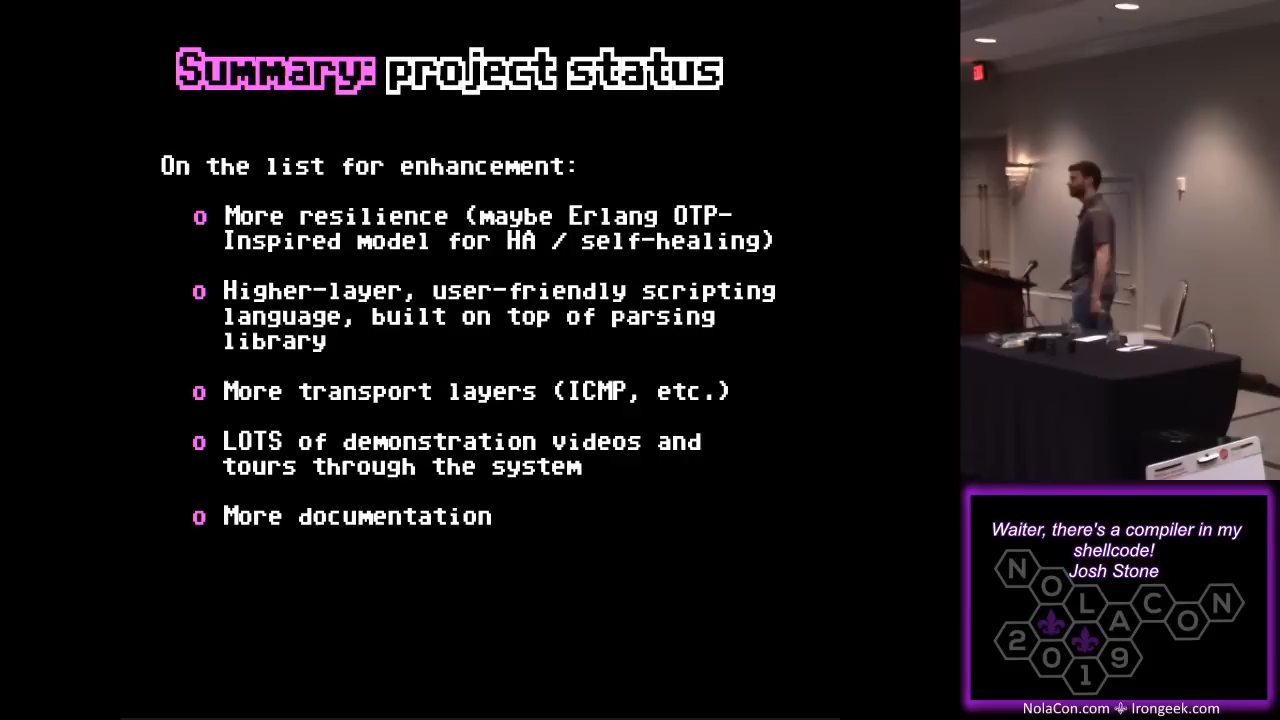 Summary: project status
On the list for enhancement:
o More resilience (maybe Erlang OTP-
Inspired model for HA / self-healing)
o Higher-layer, user-friendly scripting
language, built on top of parsing
library
o More transport layers (ICMP, etc.)
o LOTS of demonstration videos and
tours through the system
o More documentation
Waiter, there's a compiler in my
shellcode!
Josh Stone
NOLACON
2019
NolaCon.com ⚜ Irongeek.com